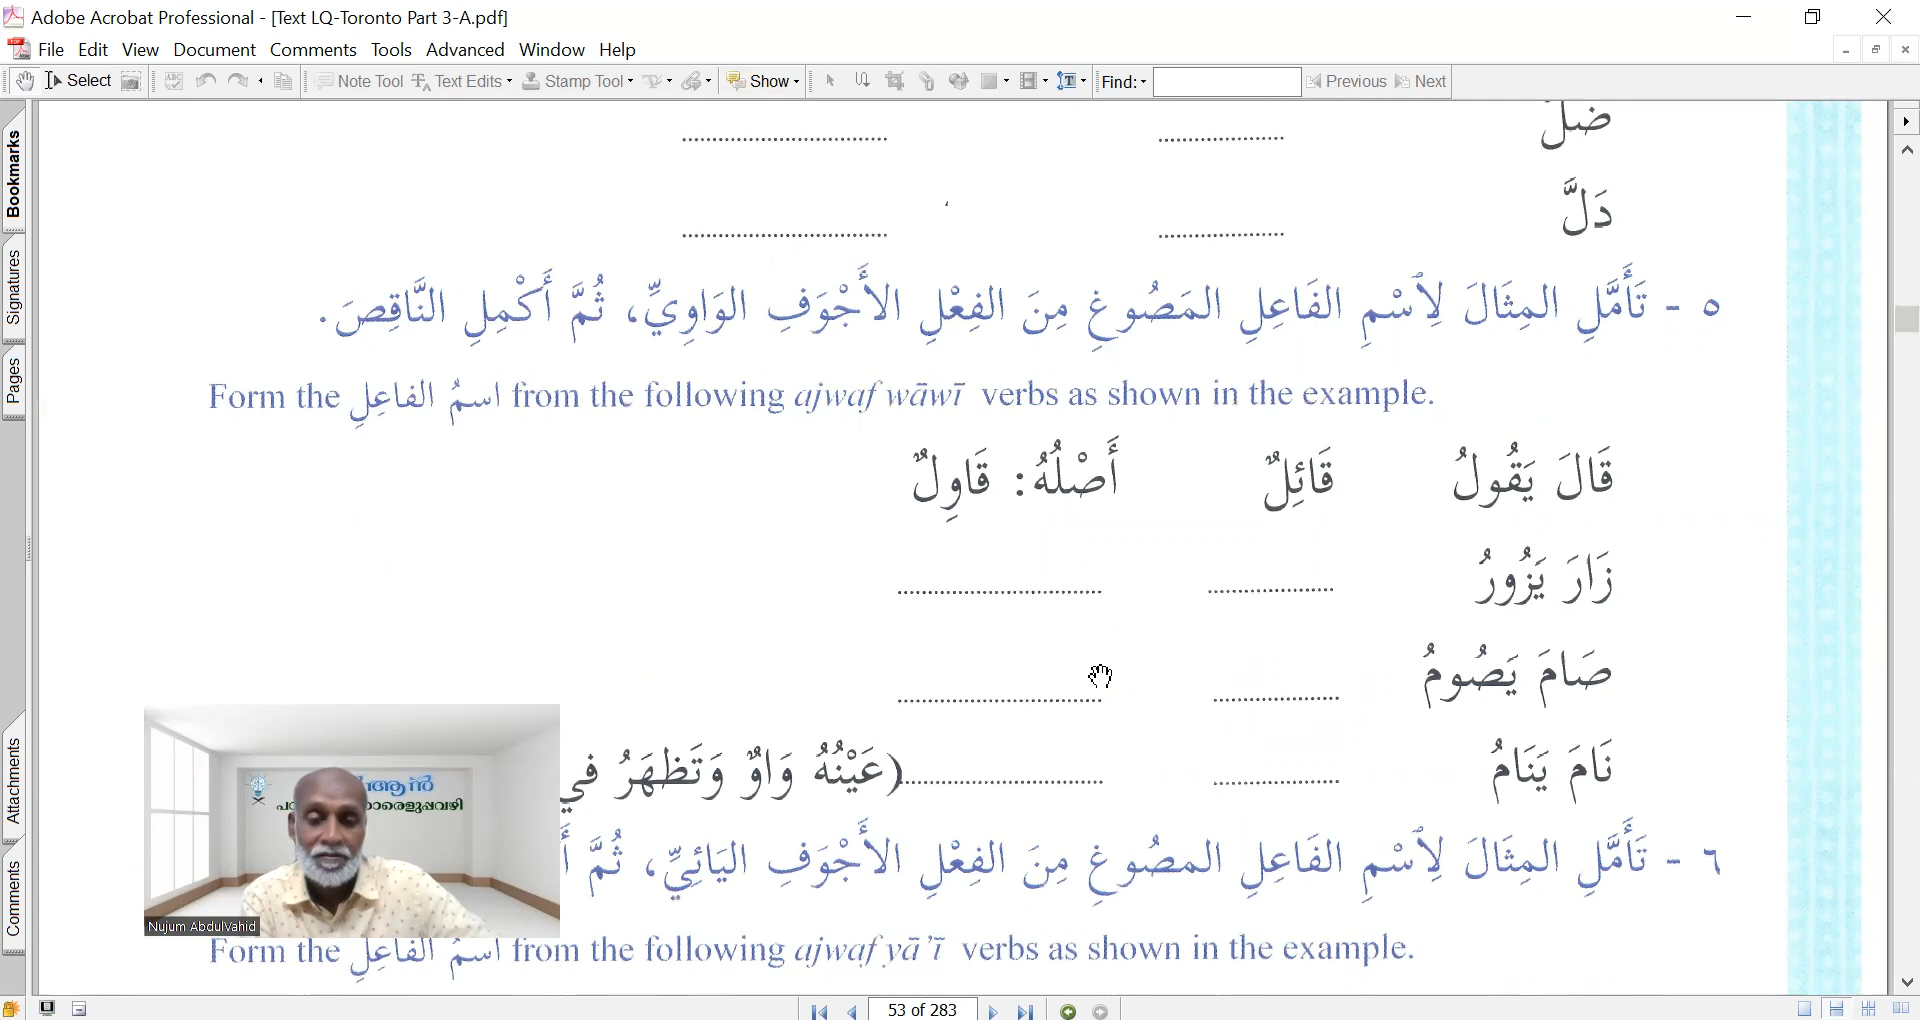 Adobe Acrobat Professional - [Text LQ-Toronto Part 3-A.pdf]
File Edit View Document Comments Tools Advanced Window Help
Select Note Tool Text Edits Stamp Tool Show Find: Previous Next
Bookmarks
Signatures
Pages
Attachments
Comments
ضَلَّ ........................ ........................
دَلَّ ........................ ........................
٥ - تَأَمَّلِ المِثَالَ لِاسْمِ الفَاعِلِ المَصُوغِ مِنَ الفِعْلِ الأَجْوَفِ الوَاوِيِّ، ثُمَّ أَكْمِلِ النَّاقِصَ.
Form the اسمُ الفاعِلِ from the following ajwaf wāwī verbs as shown in the example.
قَالَ يَقُولُ قَائِلٌ أَصْلُهُ: قَاوِلٌ
زَارَ يَزُورُ ........................ ........................
صَامَ يَصُومُ ........................ ........................
نَامَ يَنَامُ ........................ ........................(عَيْنُهُ وَاوٌ وَتَظهَرُ في
٦ - تَأَمَّلِ المِثَالَ لِاسْمِ الفَاعِلِ المصُوغِ مِنَ الفِعْلِ الأَجْوَفِ اليَائِيِّ، ثُمَّ
Form the اسمُ الفاعِلِ from the following ajwaf yā’ī verbs as shown in the example.
Nujum AbdulVahid
53 of 283